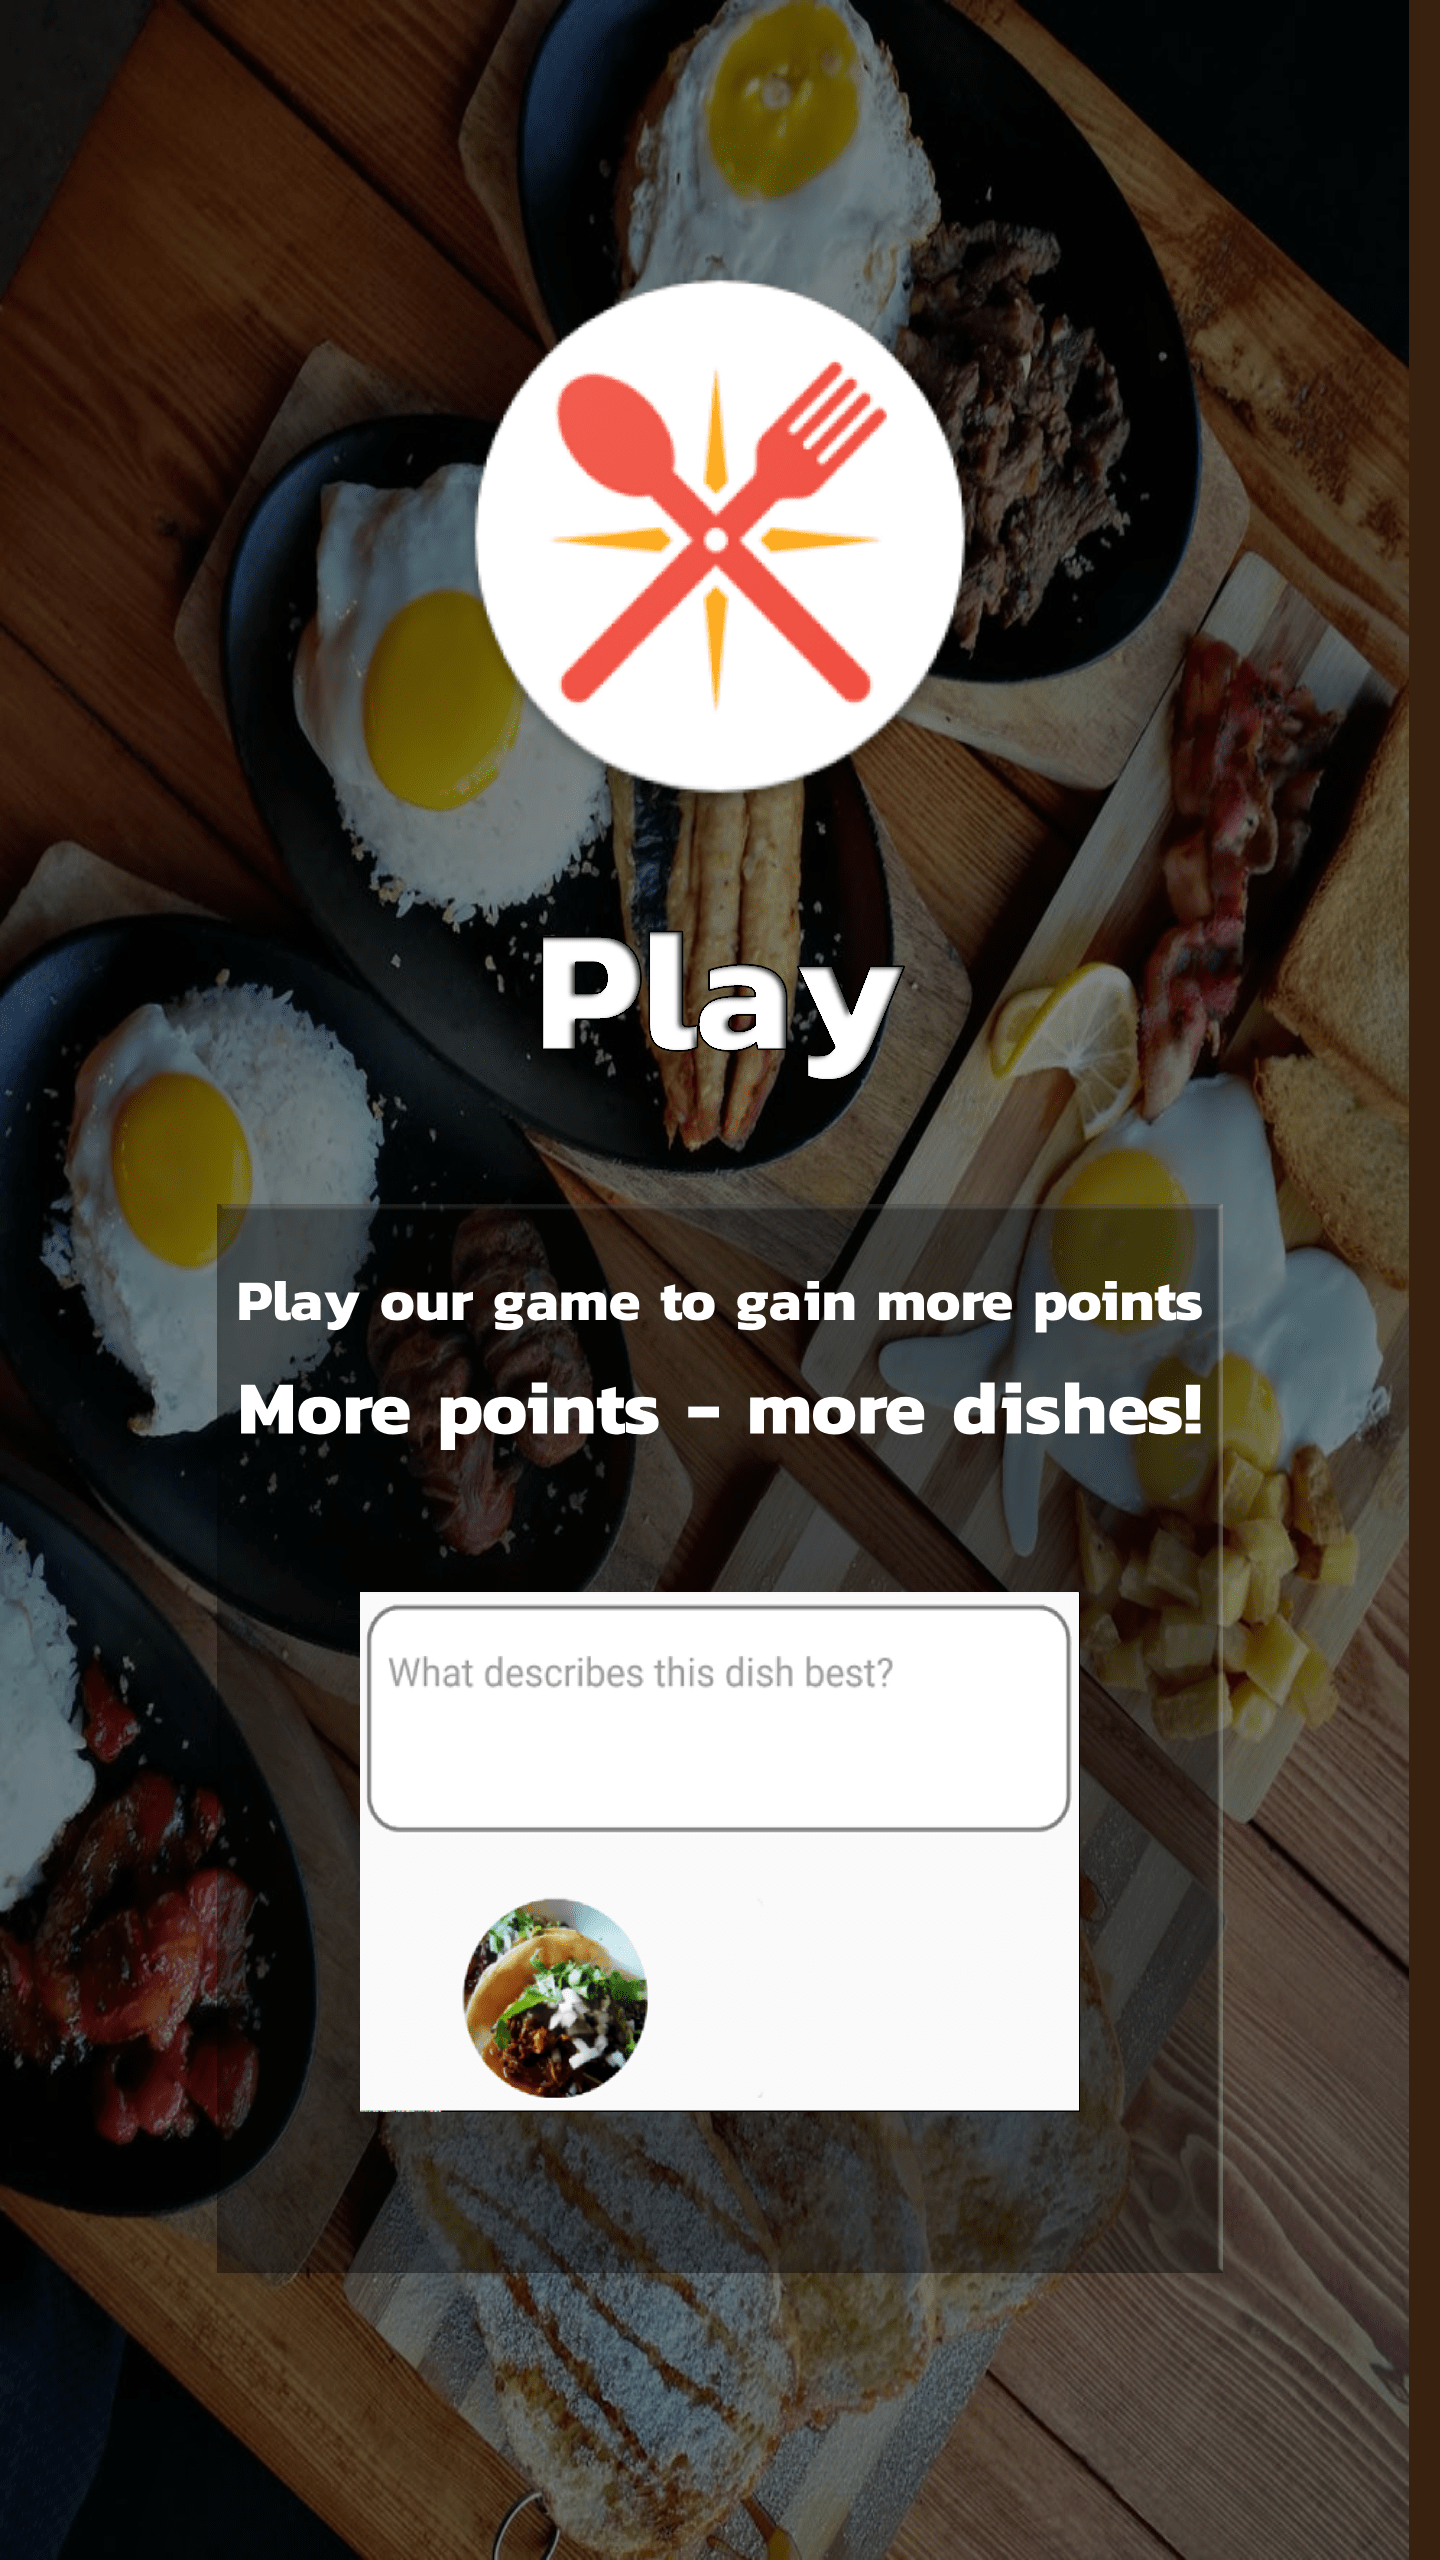 Play
Play our game to gain more points
More points - more dishes!
What describes this dish best?